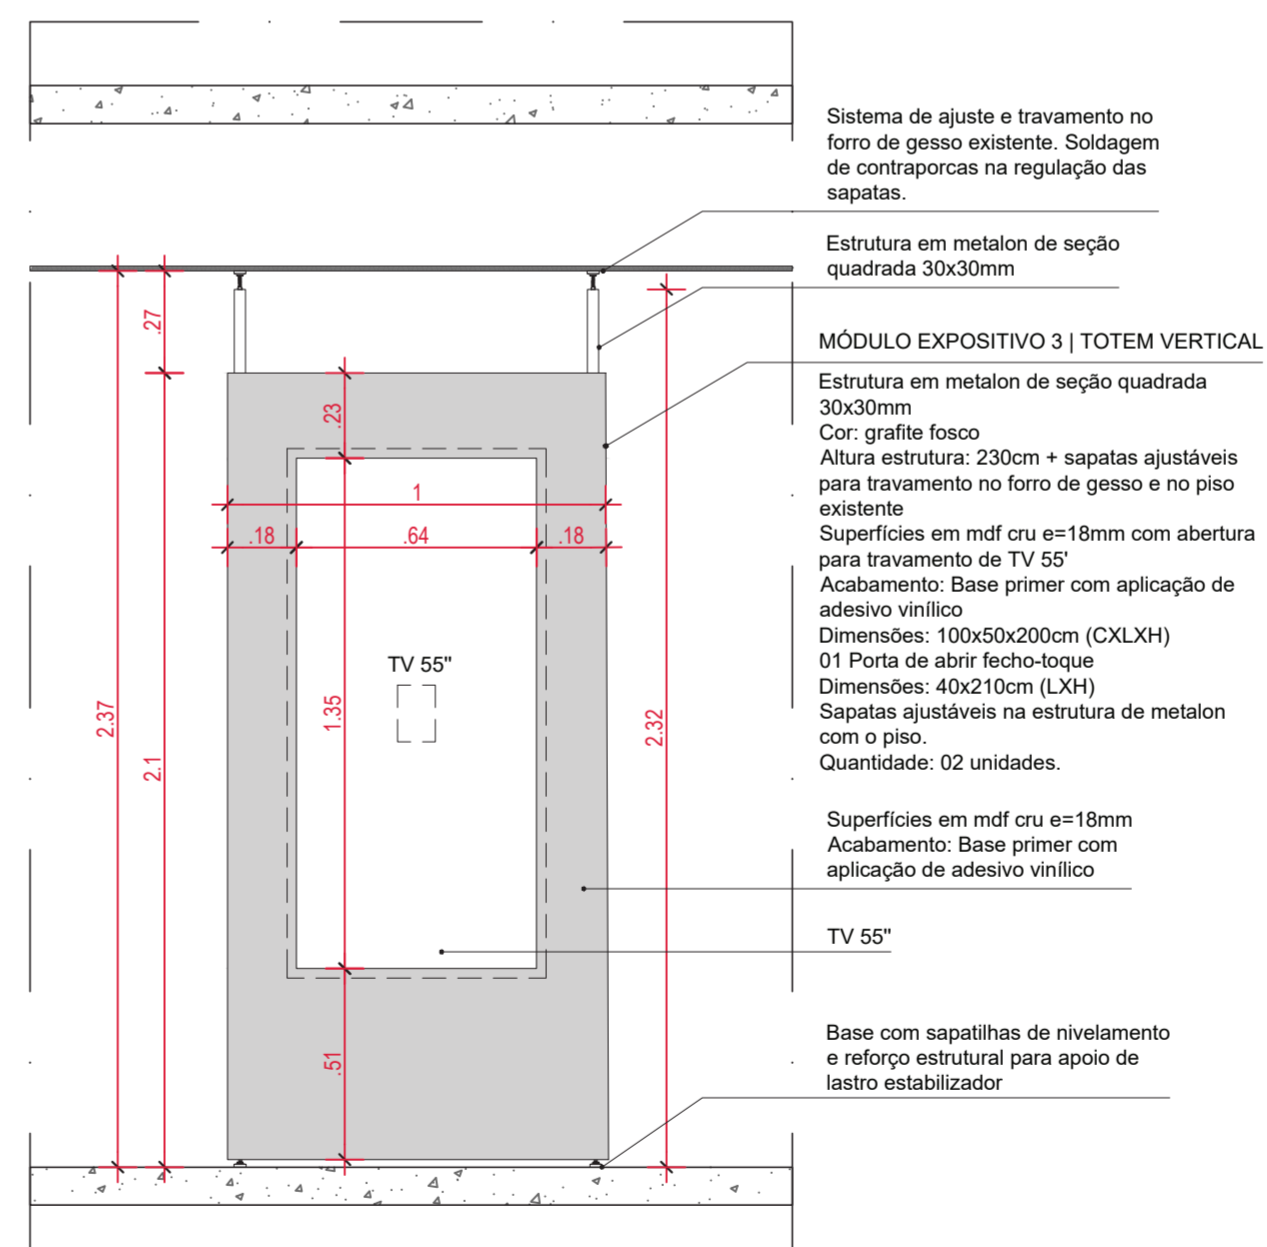 Sistema de ajuste e travamento no
forro de gesso existente. Soldagem
de contraporcas na regulação das
sapatas.
Estrutura em metalon de seção
quadrada 30x30mm
MÓDULO EXPOSITIVO 3 | TOTEM VERTICAL
Estrutura em metalon de seção quadrada
30x30mm
Cor: grafite fosco
Altura estrutura: 230cm + sapatas ajustáveis
para travamento no forro de gesso e no piso
existente
Superfícies em mdf cru e=18mm com abertura
para travamento de TV 55'
Acabamento: Base primer com aplicação de
adesivo vinílico
Dimensões: 100x50x200cm (CXLXH)
01 Porta de abrir fecho-toque
Dimensões: 40x210cm (LXH)
Sapatas ajustáveis na estrutura de metalon
com o piso.
Quantidade: 02 unidades.
Superfícies em mdf cru e=18mm
Acabamento: Base primer com
aplicação de adesivo vinílico
TV 55"
Base com sapatilhas de nivelamento
e reforço estrutural para apoio de
lastro estabilizador
.27
.23
1
.18
.64
.18
TV 55"
1.35
2.37
2.1
2.32
.51